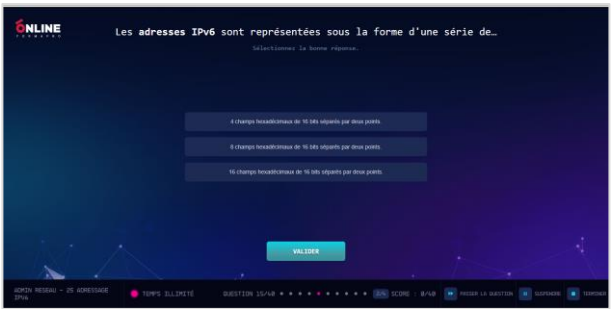 ONLINE
FORMAPRO
Les adresses IPv6 sont représentées sous la forme d'une série de…
Sélectionnez la bonne réponse.
4 champs hexadécimaux de 16 bits séparés par deux points.
8 champs hexadécimaux de 16 bits séparés par deux points.
16 champs hexadécimaux de 16 bits séparés par deux points.
VALIDER
ADMIN RESEAU – 25 ADRESSAGE
IPV6
TEMPS ILLIMITÉ
QUESTION 15/40
SCORE : 0/40
PASSER LA QUESTION
SUSPENDRE
TERMINER